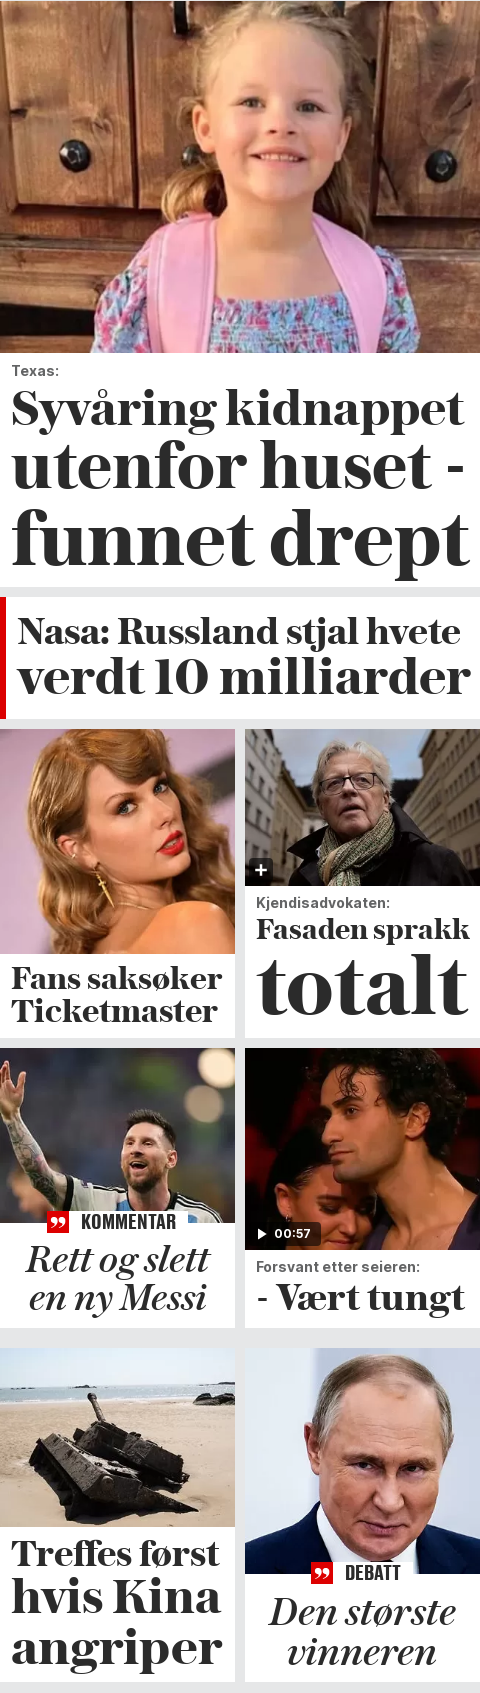 Texas:
Syvåring kidnappet
utenfor huset -
funnet drept
Nasa: Russland stjal hvete
verdt 10 milliarder
Fans saksøker
Ticketmaster
Kjendisadvokaten:
Fasaden sprakk
totalt
KOMMENTAR
Rett og slett
en ny Messi
00:57
Forsvant etter seieren:
- Vært tungt
Treffes først
hvis Kina
angriper
DEBATT
Den største
vinneren